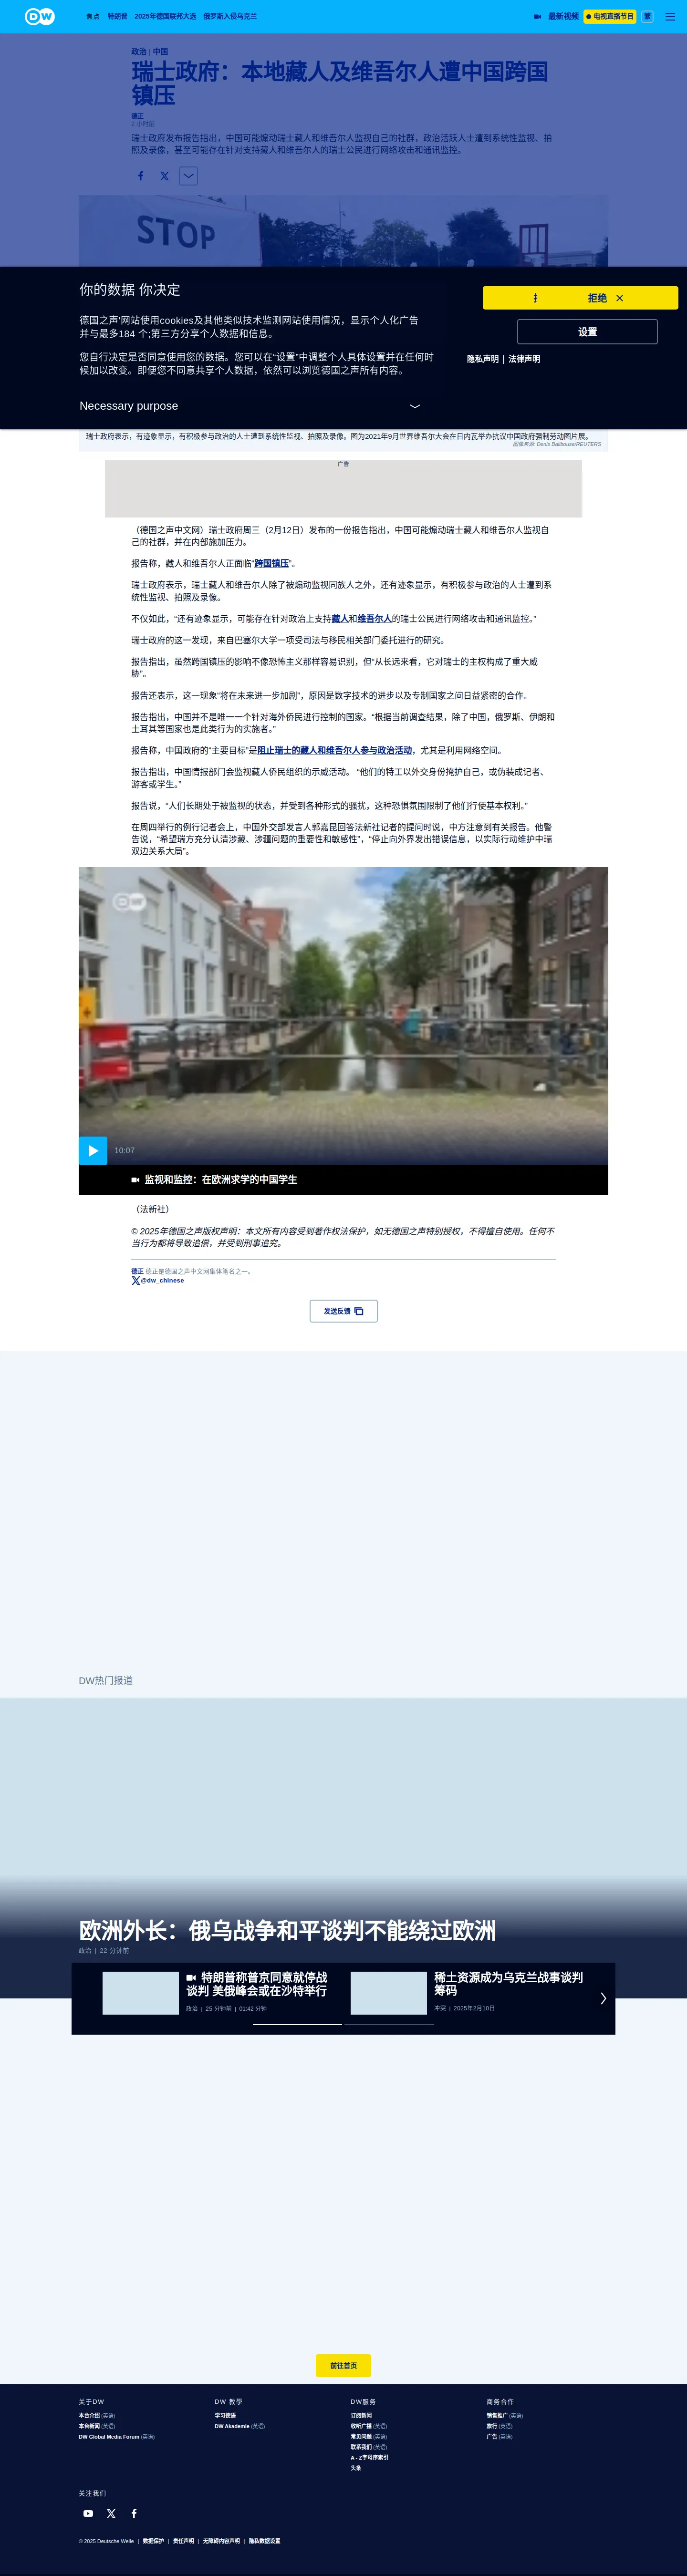 DW
焦点 特朗普 2025年德国联邦大选 俄罗斯入侵乌克兰
最新视频 电视直播节目 繁
政治 | 中国
瑞士政府：本地藏人及维吾尔人遭中国跨国
镇压
德正
2 小时前
瑞士政府发布报告指出，中国可能煽动瑞士藏人和维吾尔人监视自己的社群，政治活跃人士遭到系统性监视、拍
照及录像，甚至可能存在针对支持藏人和维吾尔人的瑞士公民进行网络攻击和通讯监控。
STOP
STOP
你的数据 你决定
德国之声‘网站使用cookies及其他类似技术监测网站使用情况，显示个人化广告
并与最多184 个;第三方分享个人数据和信息。
您自行决定是否同意使用您的数据。您可以在“设置”中调整个人具体设置并在任何时
候加以改变。即便您不同意共享个人数据，依然可以浏览德国之声所有内容。
Necessary purpose
拒绝
设置
隐私声明 | 法律声明
瑞士政府表示，有迹象显示，有积极参与政治的人士遭到系统性监视、拍照及录像。图为2021年9月世界维吾尔大会在日内瓦举办抗议中国政府强制劳动图片展。
图像来源: Denis Balibouse/REUTERS
广告
（德国之声中文网）瑞士政府周三（2月12日）发布的一份报告指出，中国可能煽动瑞士藏人和维吾尔人监视自
己的社群，并在内部施加压力。
报告称，藏人和维吾尔人正面临“跨国镇压”。
瑞士政府表示，瑞士藏人和维吾尔人除了被煽动监视同族人之外，还有迹象显示，有积极参与政治的人士遭到系
统性监视、拍照及录像。
不仅如此，“还有迹象显示，可能存在针对政治上支持藏人和维吾尔人的瑞士公民进行网络攻击和通讯监控。”
瑞士政府的这一发现，来自巴塞尔大学一项受司法与移民相关部门委托进行的研究。
报告指出，虽然跨国镇压的影响不像恐怖主义那样容易识别，但“从长远来看，它对瑞士的主权构成了重大威
胁”。
报告还表示，这一现象“将在未来进一步加剧”，原因是数字技术的进步以及专制国家之间日益紧密的合作。
报告指出，中国并不是唯一一个针对海外侨民进行控制的国家。“根据当前调查结果，除了中国，俄罗斯、伊朗和
土耳其等国家也是此类行为的实施者。”
报告称，中国政府的“主要目标”是阻止瑞士的藏人和维吾尔人参与政治活动，尤其是利用网络空间。
报告指出，中国情报部门会监视藏人侨民组织的示威活动。 “他们的特工以外交身份掩护自己，或伪装成记者、
游客或学生。”
报告说，“人们长期处于被监视的状态，并受到各种形式的骚扰，这种恐惧氛围限制了他们行使基本权利。”
在周四举行的例行记者会上，中国外交部发言人郭嘉昆回答法新社记者的提问时说，中方注意到有关报告。他警
告说，“希望瑞方充分认清涉藏、涉疆问题的重要性和敏感性”，“停止向外界发出错误信息，以实际行动维护中瑞
双边关系大局”。
DW
10:07
监视和监控：在欧洲求学的中国学生
（法新社）
© 2025年德国之声版权声明：本文所有内容受到著作权法保护，如无德国之声特别授权，不得擅自使用。任何不
当行为都将导致追偿，并受到刑事追究。
德正 德正是德国之声中文网集体笔名之一。
@dw_chinese
发送反馈
DW热门报道
欧洲外长：俄乌战争和平谈判不能绕过欧洲
政治 | 22 分钟前
特朗普称普京同意就停战
谈判 美俄峰会或在沙特举行
政治 | 25 分钟前 | 01:42 分钟
稀土资源成为乌克兰战事谈判
筹码
冲突 | 2025年2月10日
前往首页
关于DW
本台介绍 (英语)
本台新闻 (英语)
DW Global Media Forum (英语)
DW 教學
学习德语
DW Akademie (英语)
DW服务
订阅新闻
收听广播 (英语)
常见问题 (英语)
联系我们 (英语)
A - Z字母序索引
头条
商务合作
销售推广 (英语)
旅行 (英语)
广告 (英语)
关注我们
© 2025 Deutsche Welle | 数据保护 | 责任声明 | 无障碍内容声明 | 隐私数据设置